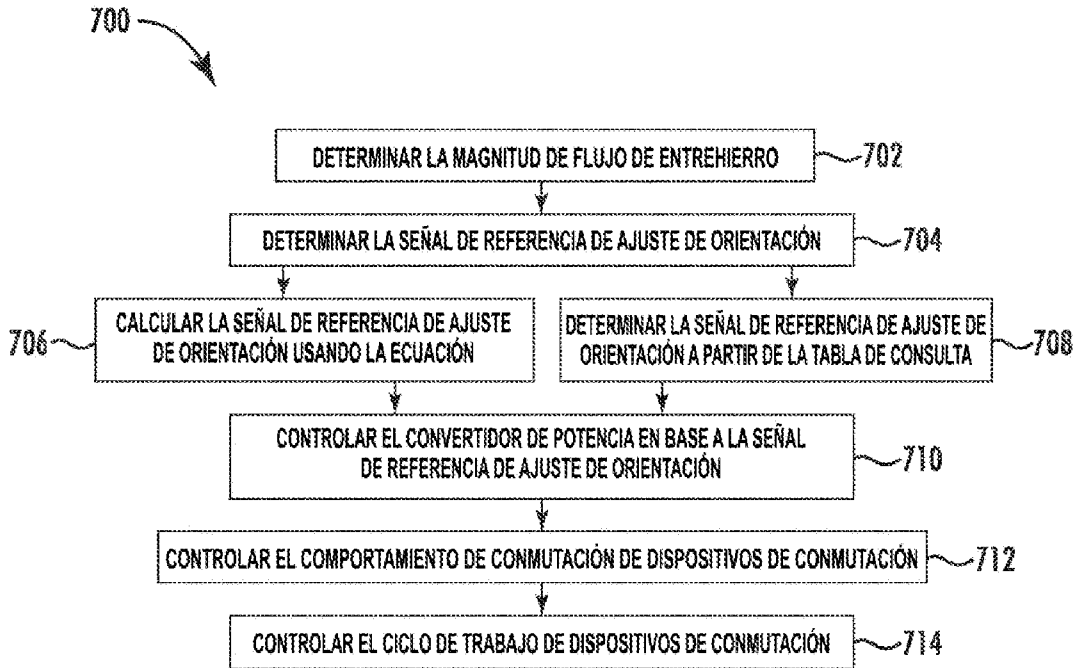 700
DETERMINAR LA MAGNITUD DE FLUJO DE ENTREHIERRO
702
DETERMINAR LA SEÑAL DE REFERENCIA DE AJUSTE DE ORIENTACIÓN
704
706
CALCULAR LA SEÑAL DE REFERENCIA DE AJUSTE
DE ORIENTACIÓN USANDO LA ECUACIÓN
DETERMINAR LA SEÑAL DE REFERENCIA DE AJUSTE DE
ORIENTACIÓN A PARTIR DE LA TABLA DE CONSULTA
708
CONTROLAR EL CONVERTIDOR DE POTENCIA EN BASE A LA SEÑAL
DE REFERENCIA DE AJUSTE DE ORIENTACIÓN
710
CONTROLAR EL COMPORTAMIENTO DE CONMUTACIÓN DE DISPOSITIVOS DE CONMUTACIÓN
712
CONTROLAR EL CICLO DE TRABAJO DE DISPOSITIVOS DE CONMUTACIÓN
714